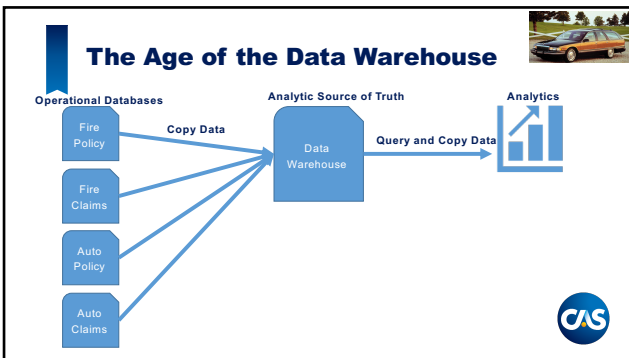 The Age of the Data Warehouse
Operational Databases
Analytic Source of Truth
Analytics
Fire
Policy
Copy Data
Data
Warehouse
Query and Copy Data
Fire
Claims
Auto
Policy
Auto
Claims
CAS